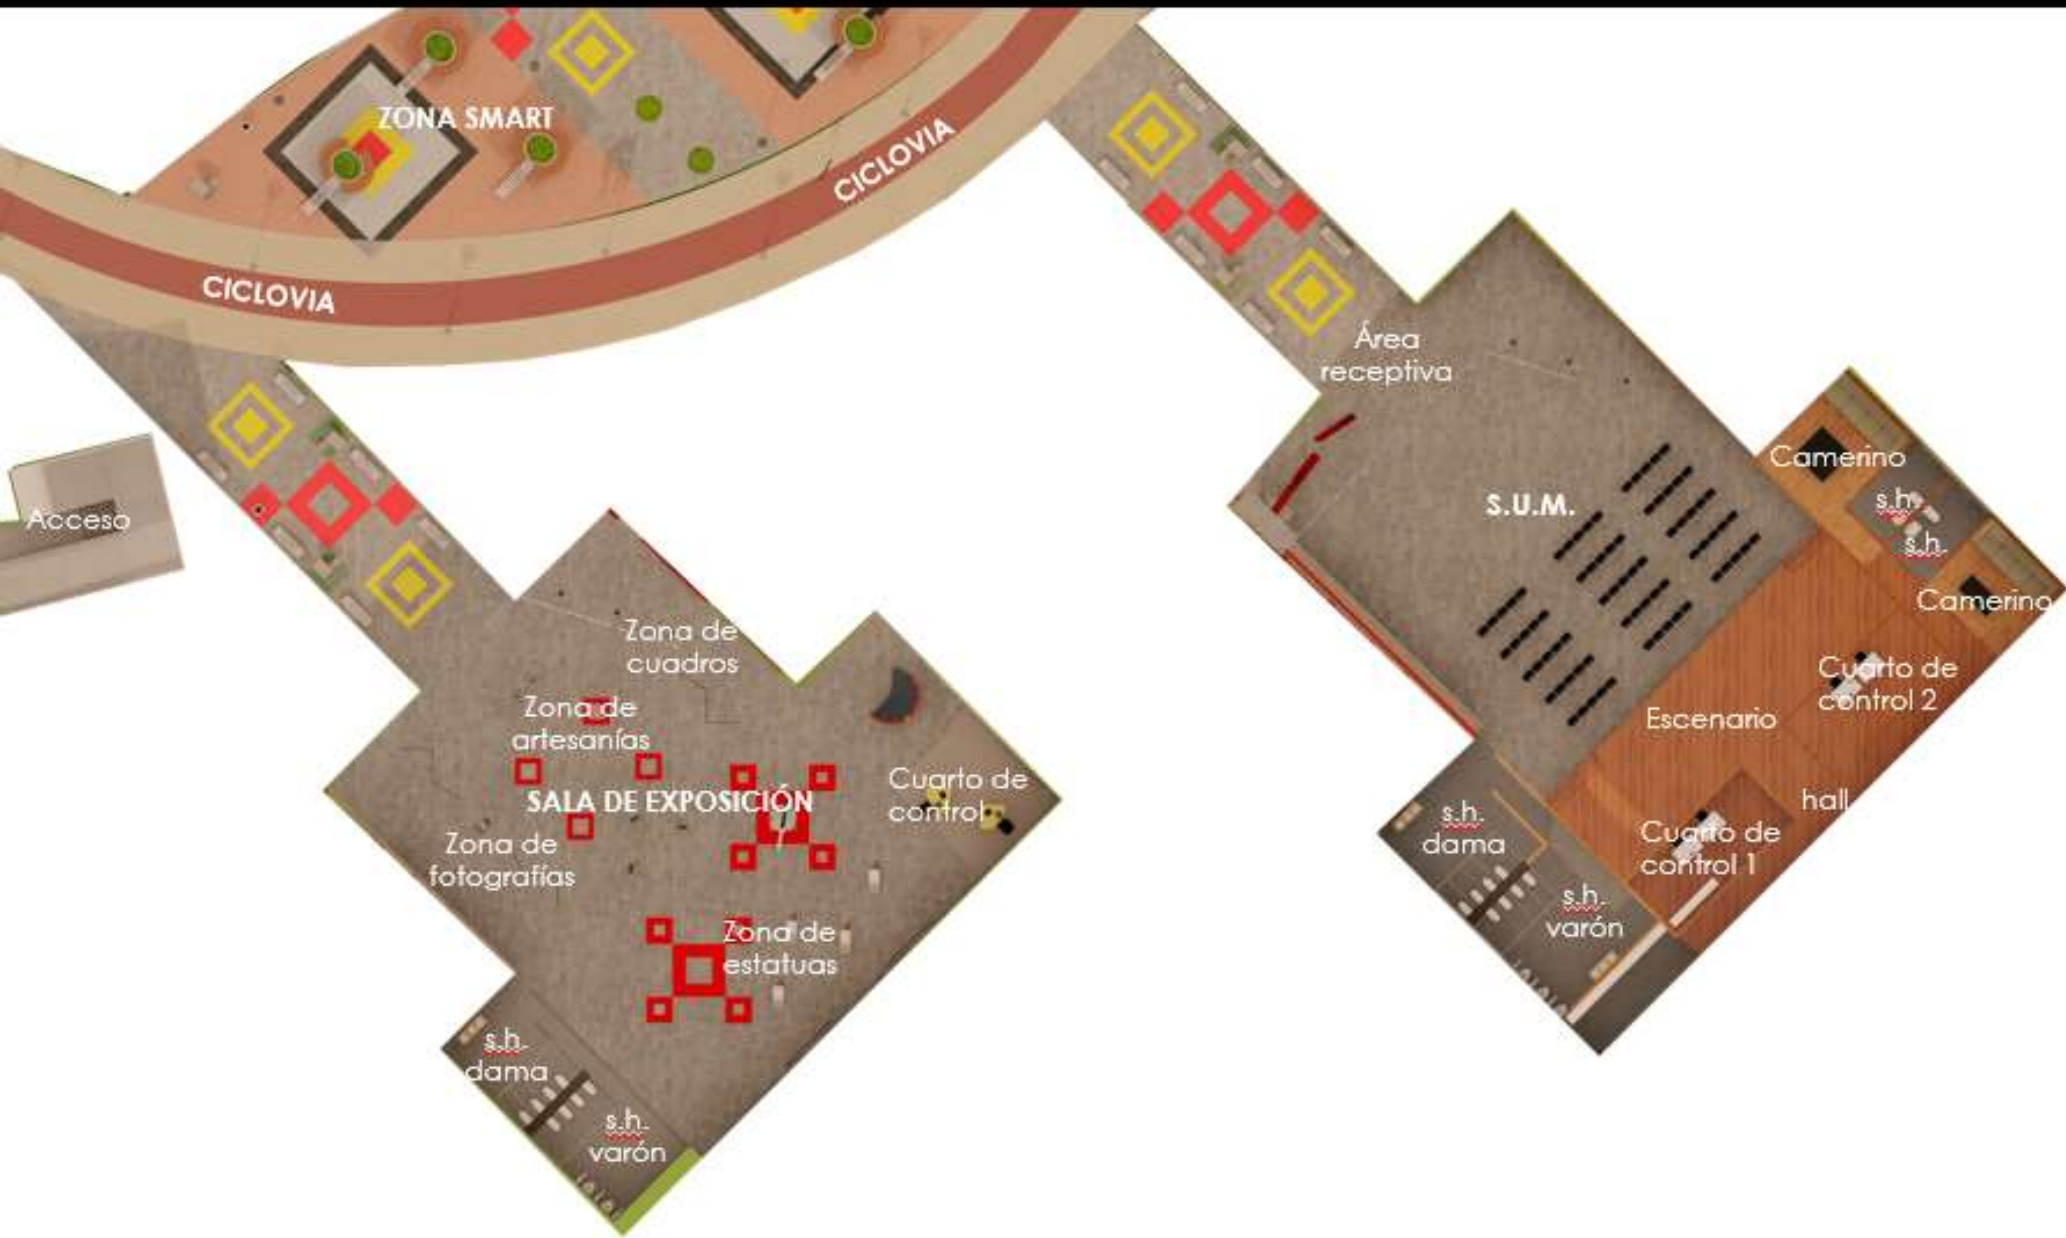 ZONA SMART
CICLOVIA
CICLOVIA
Acceso
Área
receptiva
S.U.M.
Camerino
s.h.
s.h.
Camerino
Cuarto de
control 2
Escenario
hall
Cuarto de
control 1
s.h.
dama
s.h.
varón
Zona de
cuadros
Zona de
artesanías
SALA DE EXPOSICIÓN
Cuarto de
control
Zona de
fotografías
Zona de
estatuas
s.h.
dama
s.h.
varón